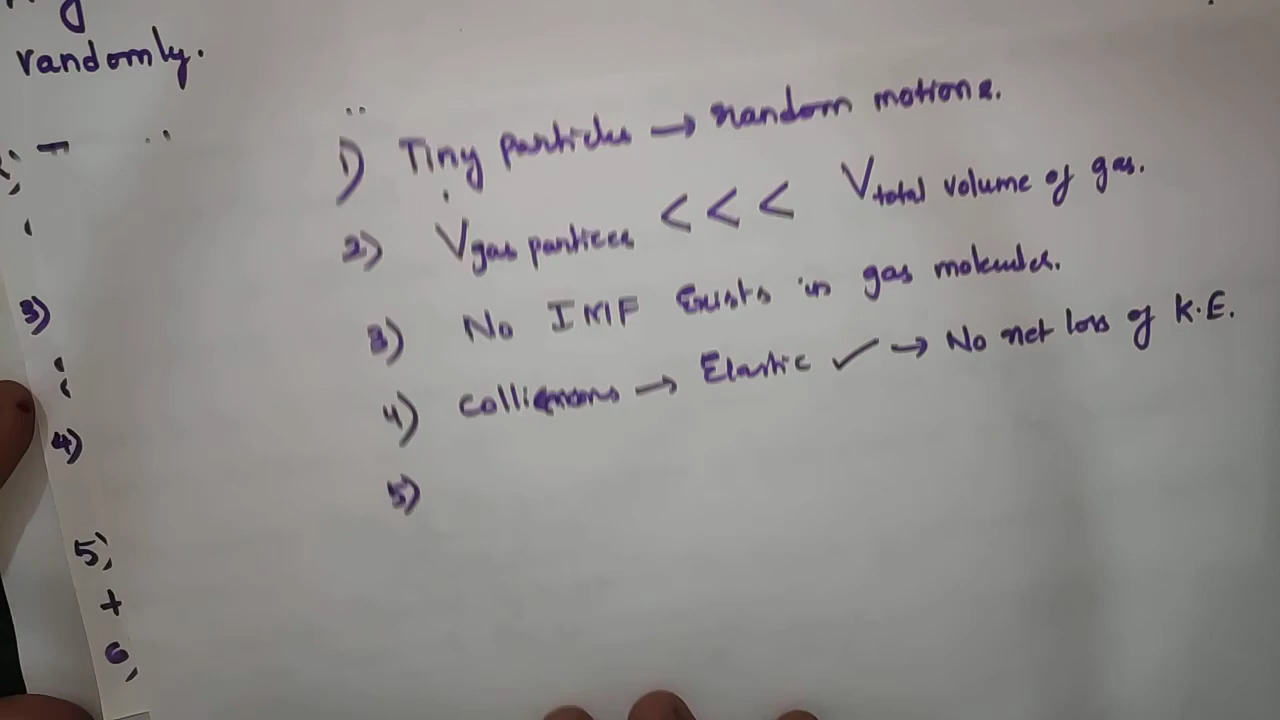 randomly.
1) Tiny particles → random motions.
2) Vgas particles <<< Vtotal volume of gas.
3) No IMF Exists in gas molecules.
4) Collisions → Elastic ✓ → No net loss of K.E.
5)
3)
4)
5)
+
6)